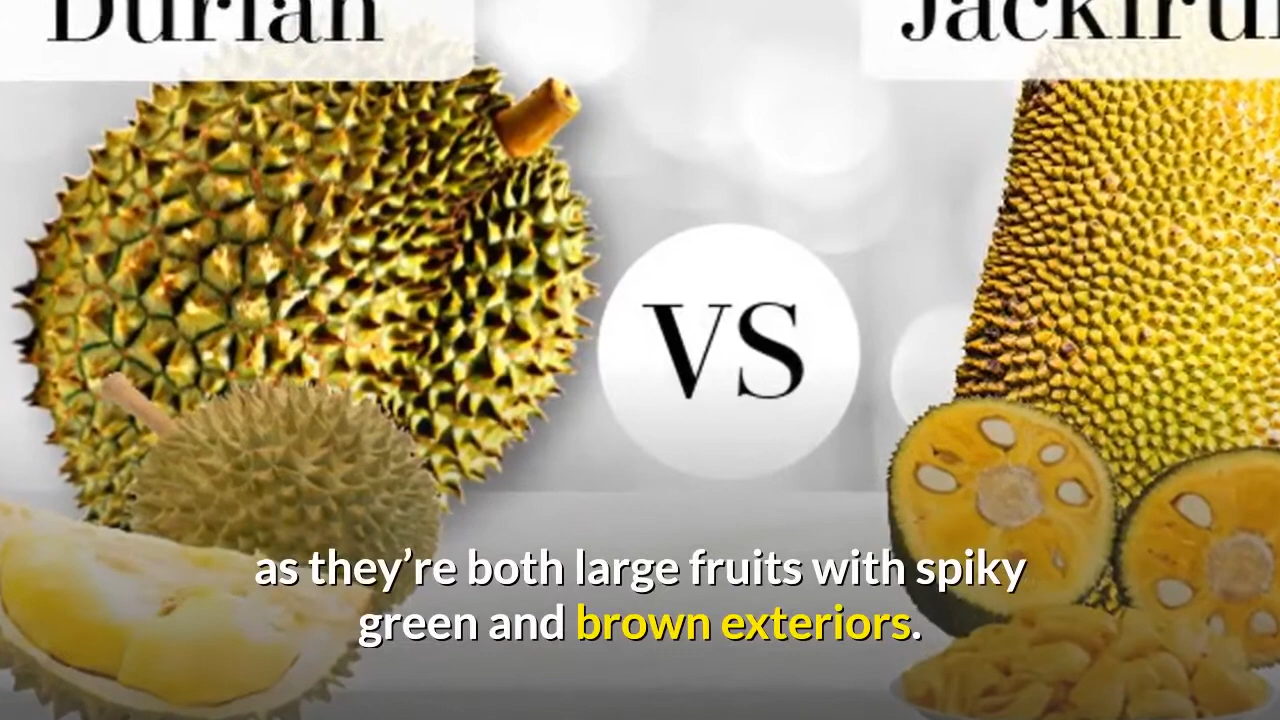 Durian
VS
as they’re both large fruits with spiky
green and brown exteriors.